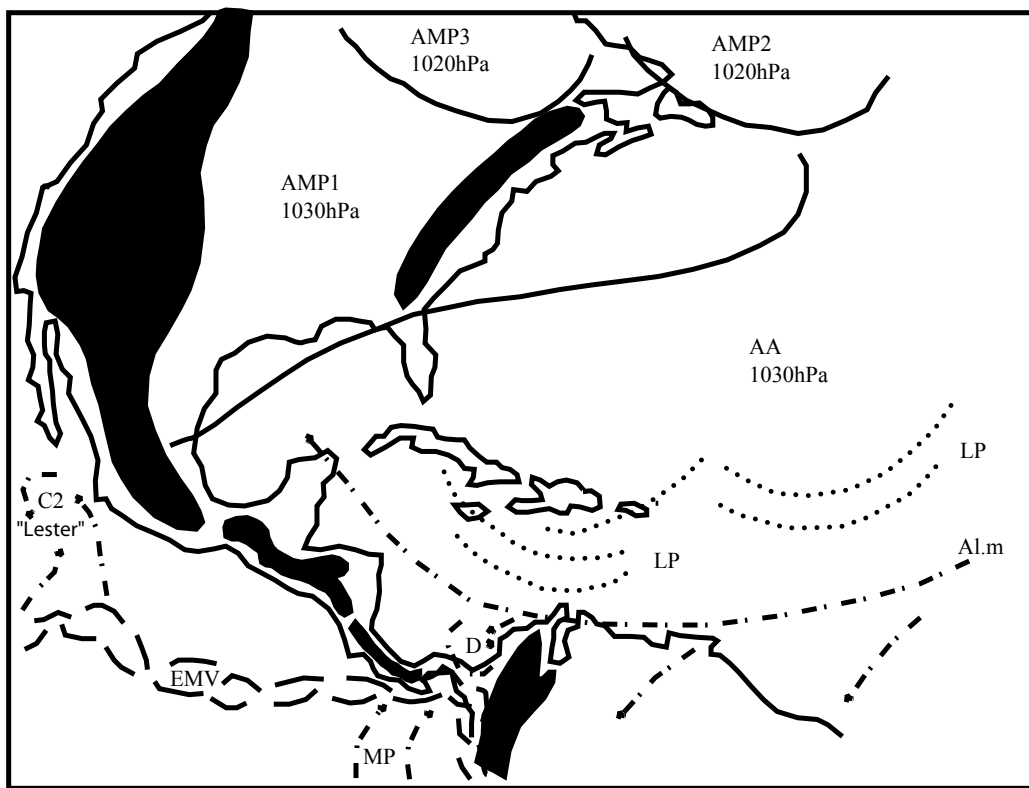 AMP3
1020hPa
AMP2
1020hPa
AMP1
1030hPa
AA
1030hPa
LP
C2
"Lester"
Al.m
LP
D
EMV
MP